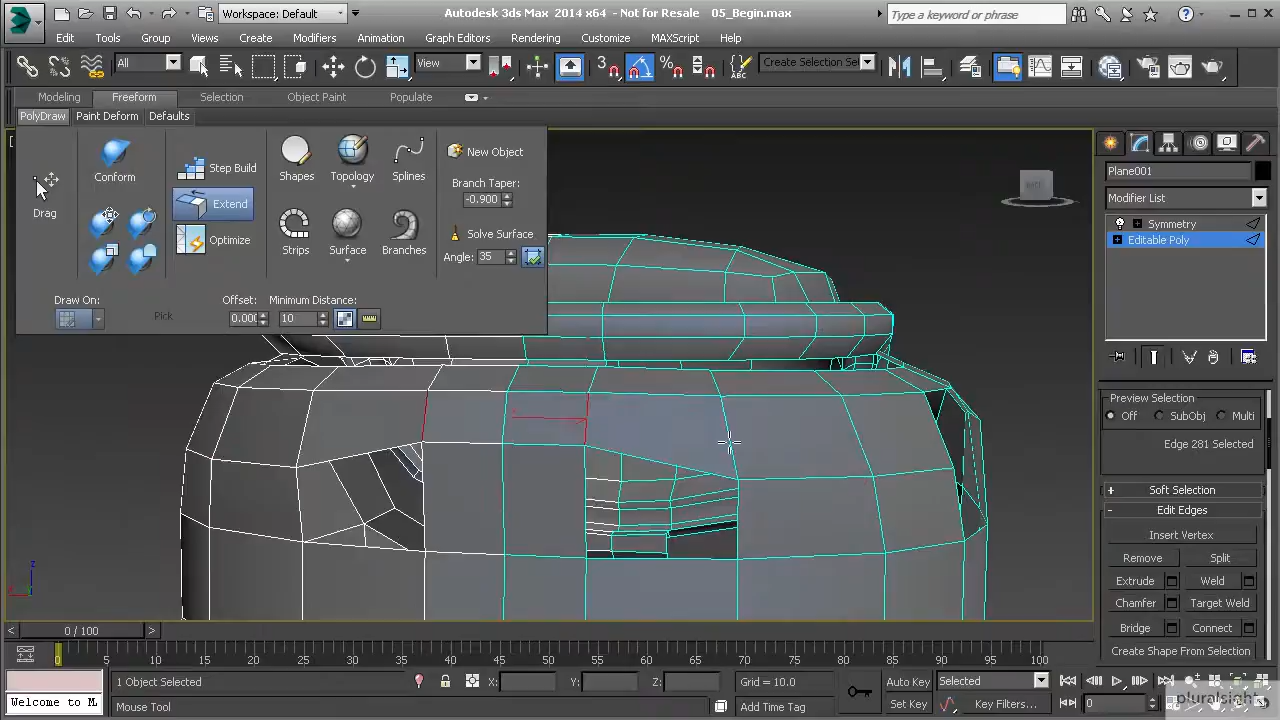 Workspace: Default
Autodesk 3ds Max 2014 x64 - Not for Resale 05_Begin.max
Type a keyword or phrase
Edit Tools Group Views Create Modifiers Animation Graph Editors Rendering Customize MAXScript Help
All View 3 Create Selection Se
Modeling Freeform Selection Object Paint Populate
PolyDraw Paint Deform Defaults
Drag
Conform
Step Build
Extend
Optimize
Shapes Topology Splines
Strips Surface Branches
New Object
Branch Taper:
-0.900
Solve Surface
Angle: 35
Draw On: Pick Offset: Minimum Distance:
0.000 10
Plane001
Modifier List
Symmetry
Editable Poly
Preview Selection
Off SubObj Multi
Edge 281 Selected
+ Soft Selection
- Edit Edges
Insert Vertex
Remove Split
Extrude Weld
Chamfer Target Weld
Bridge Connect
Create Shape From Selection
z
< 0 / 100 >
0 5 10 15 20 25 30 35 40 45 50 55 60 65 70 75 80 85 90 95 100
1 Object Selected X: Y: Z: Grid = 10.0 Auto Key Selected
Welcome to M Mouse Tool Add Time Tag Set Key Key Filters... 0
pluralsight